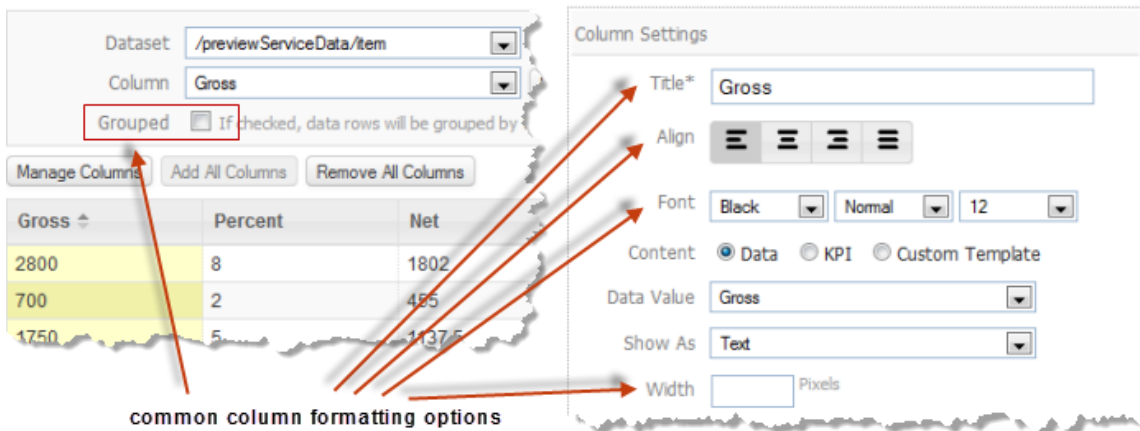 Dataset /previewServiceData/item
Column Gross
Grouped If checked, data rows will be grouped by
Manage Columns Add All Columns Remove All Columns
Gross Percent Net
2800 8 1802
700 2 455
1750 5 1137.5
Column Settings
Title* Gross
Align
Font Black Normal 12
Content Data KPI Custom Template
Data Value Gross
Show As Text
Width Pixels
common column formatting options